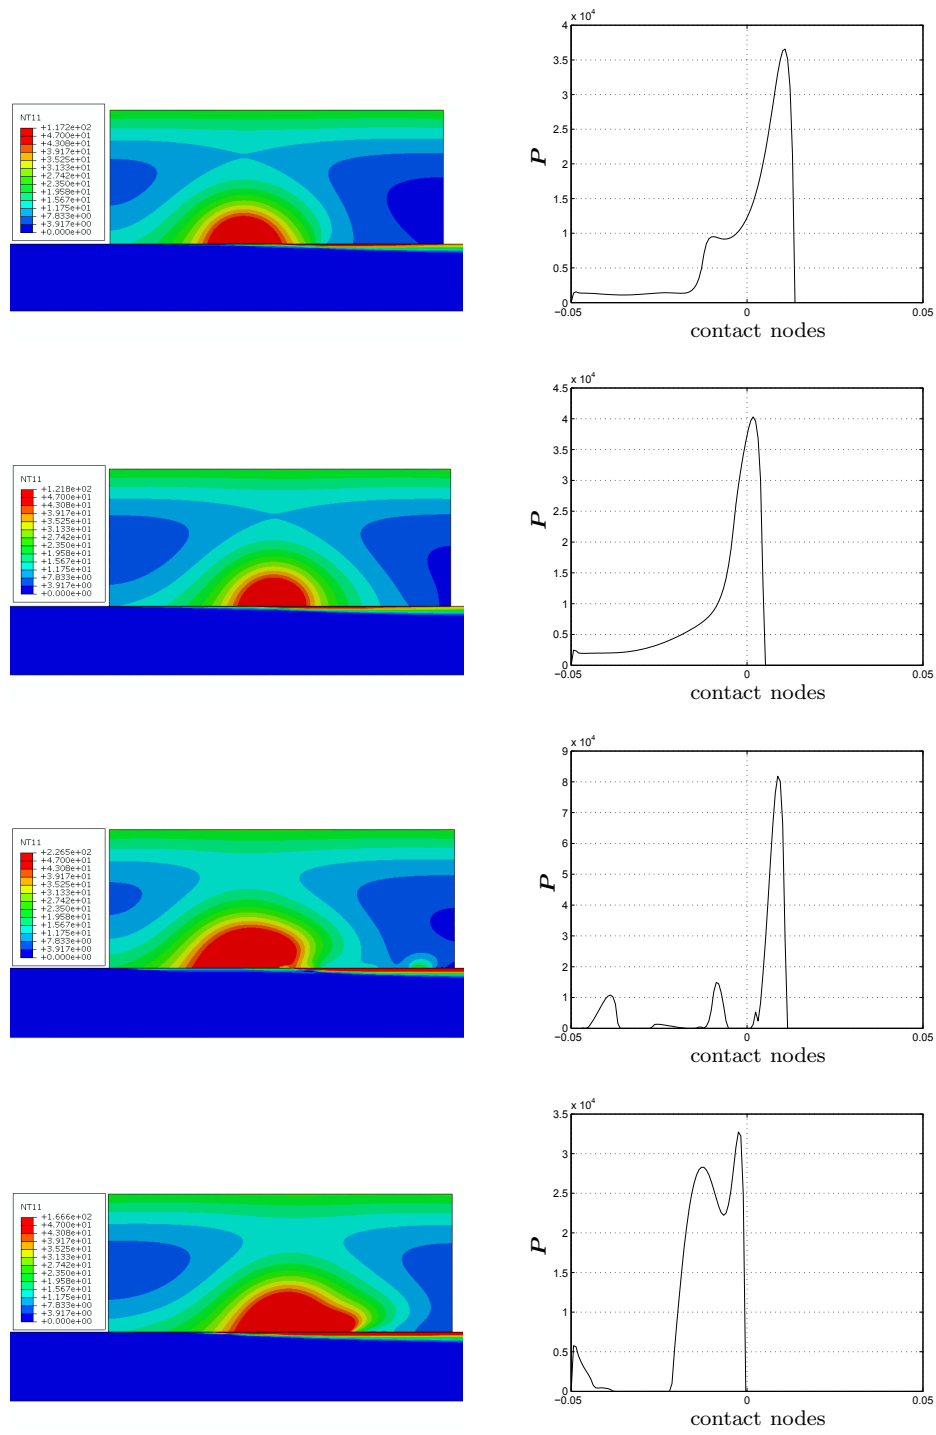 NT11
+1.172e+02
+4.700e+01
+4.308e+01
+3.917e+01
+3.525e+01
+3.133e+01
+2.742e+01
+2.350e+01
+1.958e+01
+1.567e+01
+1.175e+01
+7.833e+00
+3.917e+00
+0.000e+00
x 10^4
4
3.5
3
2.5
2
1.5
1
0.5
0
P
−0.05
0
0.05
contact nodes
NT11
+1.218e+02
+4.700e+01
+4.308e+01
+3.917e+01
+3.525e+01
+3.133e+01
+2.742e+01
+2.350e+01
+1.958e+01
+1.567e+01
+1.175e+01
+7.833e+00
+3.917e+00
+0.000e+00
x 10^4
4.5
4
3.5
3
2.5
2
1.5
1
0.5
0
P
−0.05
0
0.05
contact nodes
NT11
+2.265e+02
+4.700e+01
+4.308e+01
+3.917e+01
+3.525e+01
+3.133e+01
+2.742e+01
+2.350e+01
+1.958e+01
+1.567e+01
+1.175e+01
+7.833e+00
+3.917e+00
+0.000e+00
x 10^4
9
8
7
6
5
4
3
2
1
0
P
−0.05
0
0.05
contact nodes
NT11
+1.666e+02
+4.700e+01
+4.308e+01
+3.917e+01
+3.525e+01
+3.133e+01
+2.742e+01
+2.350e+01
+1.958e+01
+1.567e+01
+1.175e+01
+7.833e+00
+3.917e+00
+0.000e+00
x 10^4
3.5
3
2.5
2
1.5
1
0.5
0
P
−0.05
0
0.05
contact nodes